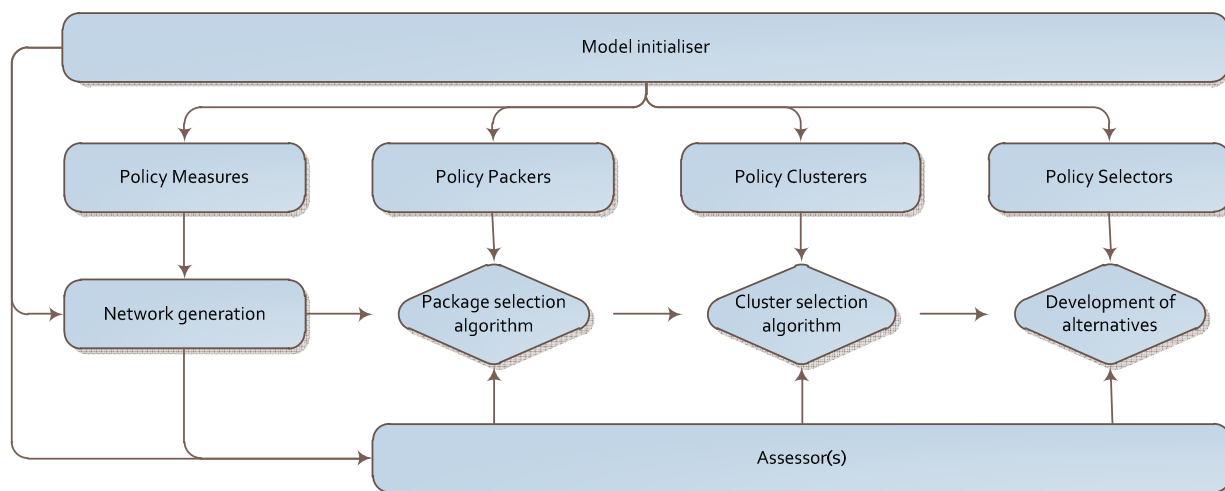 Model initialiser
Policy Measures
Policy Packers
Policy Clusterers
Policy Selectors
Network generation
Package selection
algorithm
Cluster selection
algorithm
Development of
alternatives
Assessor(s)